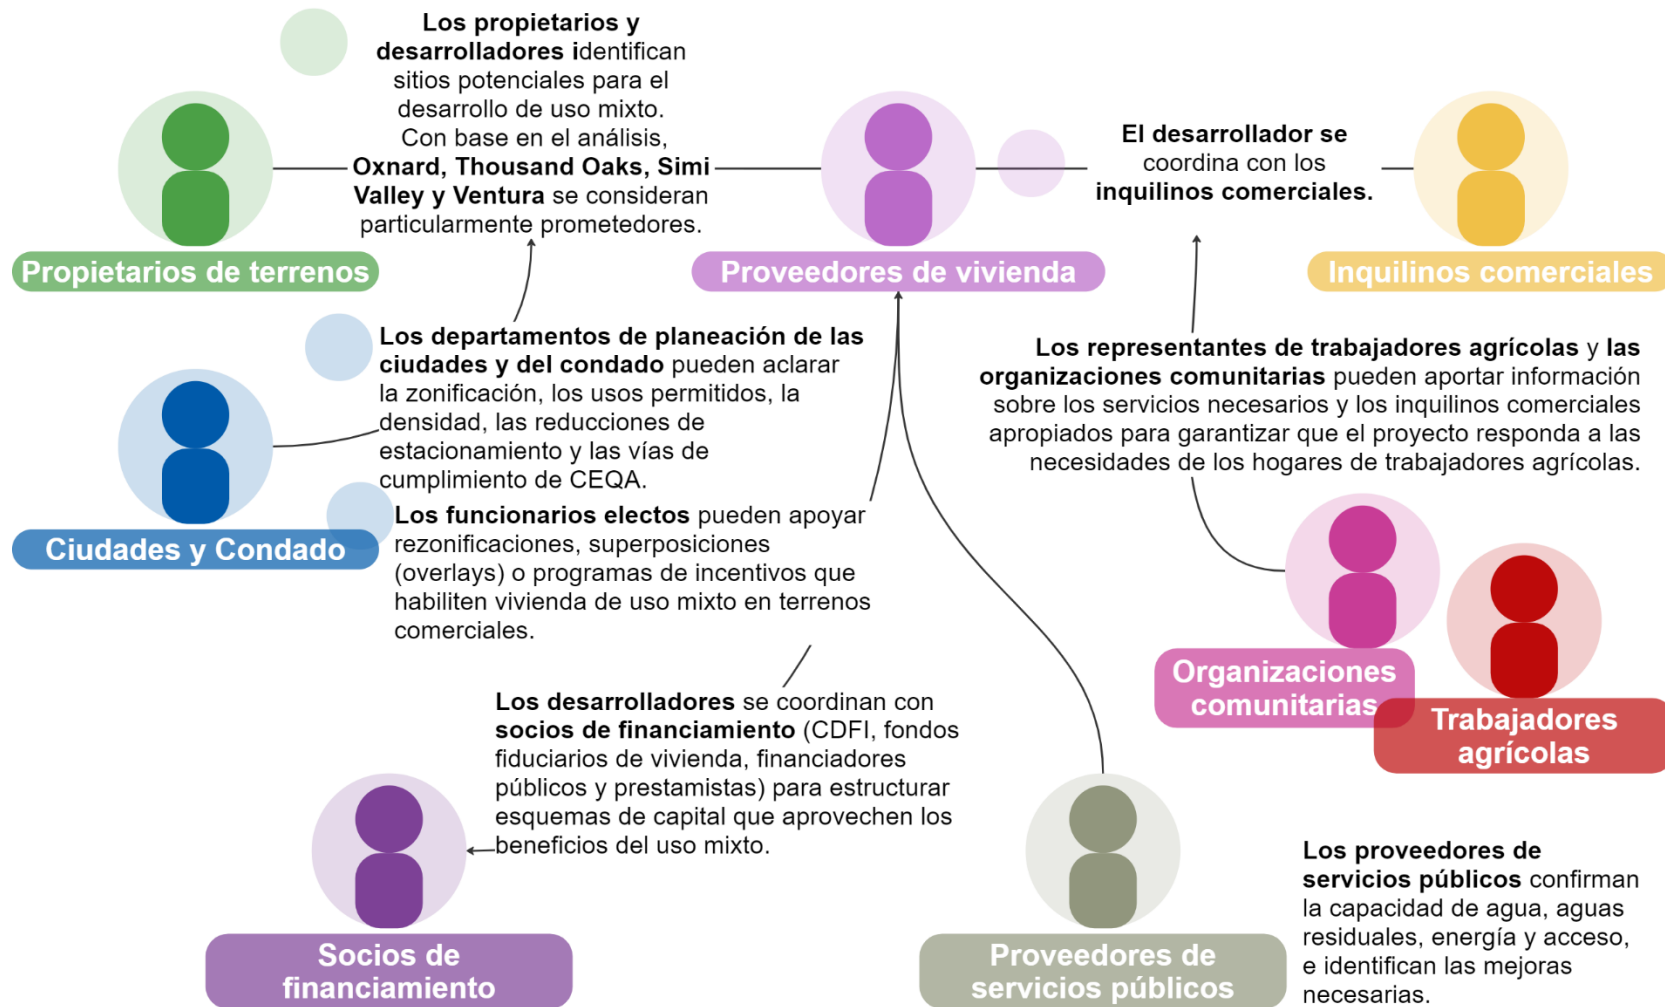 Los propietarios y
desarrolladores identifican
sitios potenciales para el
desarrollo de uso mixto.
Con base en el análisis,
Oxnard, Thousand Oaks, Simi
Valley y Ventura se consideran
particularmente prometedores.
El desarrollador se
coordina con los
inquilinos comerciales.
Propietarios de terrenos
Proveedores de vivienda
Inquilinos comerciales
Los departamentos de planeación de las
ciudades y del condado pueden aclarar
la zonificación, los usos permitidos, la
densidad, las reducciones de
estacionamiento y las vías de
cumplimiento de CEQA.
Los representantes de trabajadores agrícolas y las
organizaciones comunitarias pueden aportar información
sobre los servicios necesarios y los inquilinos comerciales
apropiados para garantizar que el proyecto responda a las
necesidades de los hogares de trabajadores agrícolas.
Ciudades y Condado
Los funcionarios electos pueden apoyar
rezonificaciones, superposiciones
(overlays) o programas de incentivos que
habiliten vivienda de uso mixto en terrenos
comerciales.
Organizaciones
comunitarias
Trabajadores
agrícolas
Los desarrolladores se coordinan con
socios de financiamiento (CDFI, fondos
fiduciarios de vivienda, financiadores
públicos y prestamistas) para estructurar
esquemas de capital que aprovechen los
beneficios del uso mixto.
Socios de
financiamiento
Proveedores de
servicios públicos
Los proveedores de
servicios públicos confirman
la capacidad de agua, aguas
residuales, energía y acceso,
e identifican las mejoras
necesarias.